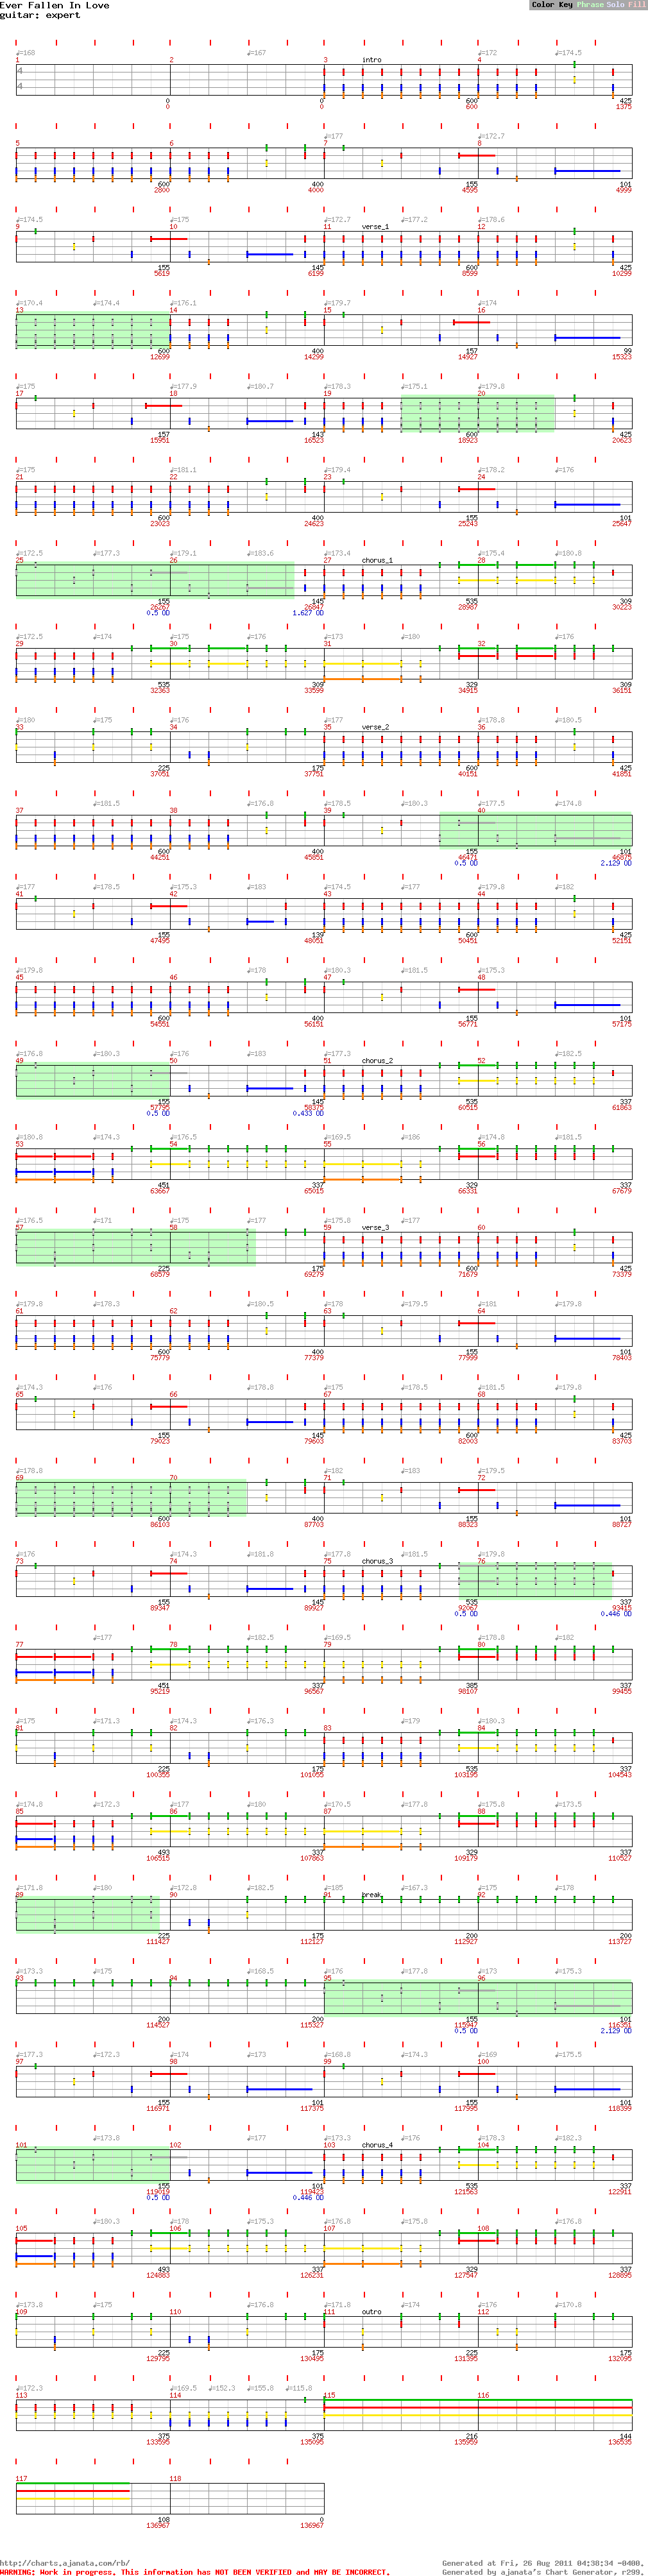 Ever Fallen In Love
guitar: expert
Color Key Phrase Solo Fill
♩=168 ♩=167 ♩=172 ♩=174.5
1 2 3 intro 4
4
4
0 0 600 425
0 0 600 1375
♩=177 ♩=172.7
5 6 7 8
600 400 155 101
2800 4000 4595 4999
♩=174.5 ♩=175 ♩=172.7 ♩=177.2 ♩=178.6
9 10 11 verse_1 12
155 145 600 425
5619 6199 8599 10299
♩=170.4 ♩=174.4 ♩=176.1 ♩=179.7 ♩=174
13 14 15 16
600 400 157 99
12699 14299 14927 15323
♩=175 ♩=177.9 ♩=180.7 ♩=178.3 ♩=175.1 ♩=179.8
17 18 19 20
157 143 600 425
15951 16523 18923 20623
♩=175 ♩=181.1 ♩=179.4 ♩=178.2 ♩=176
21 22 23 24
600 400 155 101
23023 24623 25243 25647
♩=172.5 ♩=177.3 ♩=179.1 ♩=183.6 ♩=173.4 ♩=175.4 ♩=180.8
25 26 27 chorus_1 28
155 145 535 309
26267 26847 28987 30223
0.5 OD 1.627 OD
♩=172.5 ♩=174 ♩=175 ♩=176 ♩=173 ♩=180 ♩=176
29 30 31 32
535 309 329 309
32363 33599 34915 36151
♩=180 ♩=175 ♩=176 ♩=177 ♩=178.8 ♩=180.5
33 34 35 verse_2 36
225 175 600 425
37051 37751 40151 41851
♩=181.5 ♩=176.8 ♩=178.5 ♩=180.3 ♩=177.5 ♩=174.8
37 38 39 40
600 400 155 101
44251 45851 46471 46875
0.5 OD 2.129 OD
♩=177 ♩=178.5 ♩=175.3 ♩=183 ♩=174.5 ♩=177 ♩=179.8 ♩=182
41 42 43 44
155 139 600 425
47495 48051 50451 52151
♩=179.8 ♩=178 ♩=180.3 ♩=181.5 ♩=175.3
45 46 47 48
600 400 155 101
54551 56151 56771 57175
♩=176.8 ♩=180.3 ♩=176 ♩=183 ♩=177.3 ♩=182.5
49 50 51 chorus_2 52
155 145 535 337
57795 58375 60515 61863
0.5 OD 0.433 OD
♩=180.8 ♩=174.3 ♩=176.5 ♩=169.5 ♩=186 ♩=174.8 ♩=181.5
53 54 55 56
451 337 329 337
63667 65015 66331 67679
♩=176.5 ♩=171 ♩=175 ♩=177 ♩=175.8 ♩=177
57 58 59 verse_3 60
225 175 600 425
68579 69279 71679 73379
♩=179.8 ♩=178.3 ♩=180.5 ♩=178 ♩=179.5 ♩=181 ♩=179.8
61 62 63 64
600 400 155 101
75779 77379 77999 78403
♩=174.3 ♩=176 ♩=178.8 ♩=175 ♩=178.5 ♩=181.5 ♩=179.8
65 66 67 68
155 145 600 425
79023 79603 82003 83703
♩=178.8 ♩=182 ♩=183 ♩=179.5
69 70 71 72
600 400 155 101
86103 87703 88323 88727
♩=176 ♩=174.3 ♩=181.8 ♩=177.8 ♩=181.5 ♩=179.8
73 74 75 chorus_3 76
155 145 535 337
89347 89927 92067 93415
0.5 OD 0.446 OD
♩=177 ♩=182.5 ♩=169.5 ♩=178.8 ♩=182
77 78 79 80
451 337 385 337
95219 96567 98107 99455
♩=175 ♩=171.3 ♩=174.3 ♩=176.3 ♩=179 ♩=180.3
81 82 83 84
225 175 535 337
100355 101055 103195 104543
♩=174.8 ♩=172.3 ♩=177 ♩=180 ♩=170.5 ♩=177.8 ♩=175.8 ♩=173.5
85 86 87 88
493 337 329 337
106515 107863 109179 110527
♩=171.8 ♩=180 ♩=172.8 ♩=182.5 ♩=185 ♩=167.3 ♩=175 ♩=178
89 90 91 break 92
225 175 200 200
111427 112127 112927 113727
♩=173.3 ♩=175 ♩=168.5 ♩=176 ♩=177.8 ♩=173 ♩=175.3
93 94 95 96
200 200 155 101
114527 115327 115947 116351
0.5 OD 2.129 OD
♩=177.3 ♩=172.3 ♩=174 ♩=173 ♩=168.8 ♩=174.3 ♩=169 ♩=175.5
97 98 99 100
155 101 155 101
116971 117375 117995 118399
♩=173.8 ♩=177 ♩=173.3 ♩=176 ♩=178.3 ♩=182.3
101 102 103 chorus_4 104
155 101 535 337
119019 119423 121563 122911
0.5 OD 0.446 OD
♩=180.3 ♩=178 ♩=175.3 ♩=176.8 ♩=175.8 ♩=176.8
105 106 107 108
493 337 329 337
124883 126231 127547 128895
♩=173.8 ♩=175 ♩=176.8 ♩=171.8 ♩=174 ♩=176 ♩=170.8
109 110 111 outro 112
225 175 225 175
129795 130495 131395 132095
♩=172.3 ♩=169.5 ♩=152.3 ♩=155.8 ♩=115.8
113 114 115 116
375 375 216 144
133595 135095 135959 136535
117 118
108 0
136967 136967
http://charts.ajanata.com/rb/ Generated at Fri, 26 Aug 2011 04:38:34 -0400.
WARNING: Work in progress. This information has NOT BEEN VERIFIED and MAY BE INCORRECT. Generated by ajanata's Chart Generator, r299.